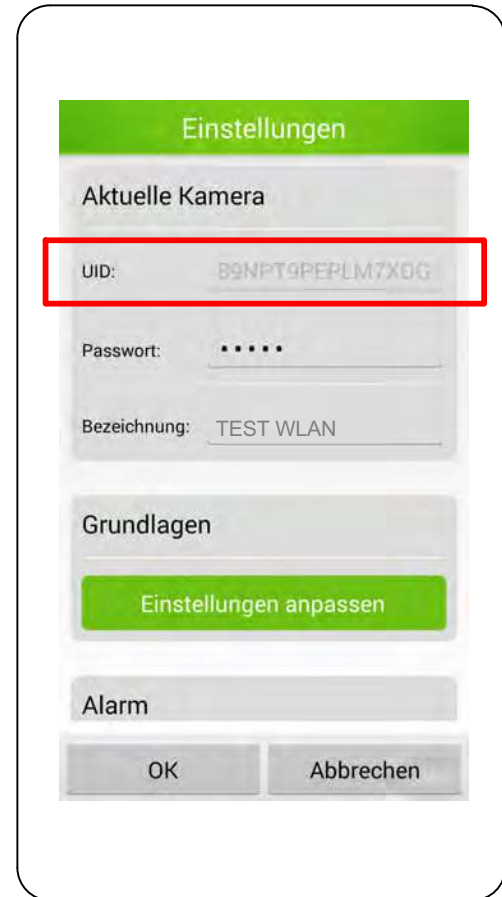 Einstellungen
Aktuelle Kamera
UID: B9NPT9PEPLM7XDG
Passwort: •••••
Bezeichnung: TEST WLAN
Grundlagen
Einstellungen anpassen
Alarm
OK Abbrechen